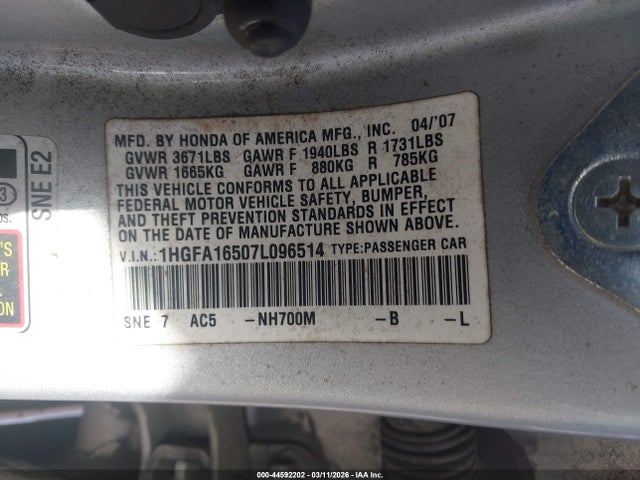 MFD. BY HONDA OF AMERICA MFG., INC. 04/'07
GVWR 3671LBS GAWR F 1940LBS R 1731LBS
GVWR 1665KG GAWR F 880KG R 785KG
THIS VEHICLE CONFORMS TO ALL APPLICABLE
FEDERAL MOTOR VEHICLE SAFETY, BUMPER,
AND THEFT PREVENTION STANDARDS IN EFFECT
ON THE DATE OF MANUFACTURE SHOWN ABOVE.
V.I.N.:1HGFA16507L096514 TYPE:PASSENGER CAR
SNE 7 AC5 -NH700M -B -L
SNE E2
3
DS.
'S
R
L
ON
000-44592202 - 03/11/2026 - IAA Inc.